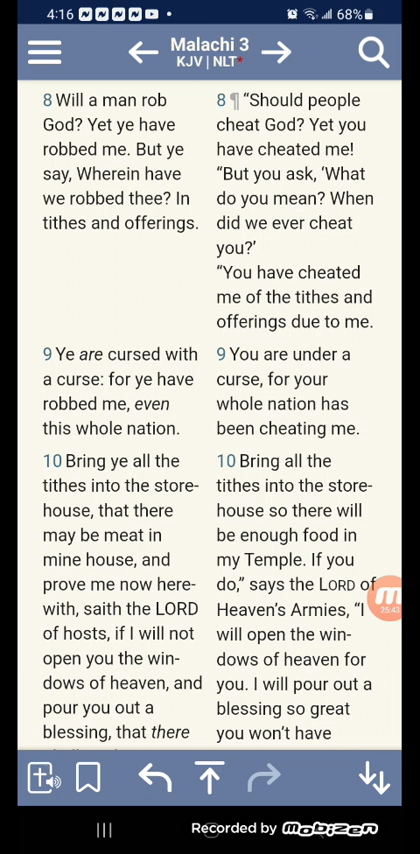 4:16
68%
Malachi 3
KJV | NLT*
8 Will a man rob
God? Yet ye have
robbed me. But ye
say, Wherein have
we robbed thee? In
tithes and offerings.
8 ¶ “Should people
cheat God? Yet you
have cheated me!
“But you ask, ‘What
do you mean? When
did we ever cheat
you?’
“You have cheated
me of the tithes and
offerings due to me.
9 Ye are cursed with
a curse: for ye have
robbed me, even
this whole nation.
9 You are under a
curse, for your
whole nation has
been cheating me.
10 Bring ye all the
tithes into the store-
house, that there
may be meat in
mine house, and
prove me now here-
with, saith the LORD
of hosts, if I will not
open you the win-
dows of heaven, and
pour you out a
blessing, that there
10 Bring all the
tithes into the store-
house so there will
be enough food in
my Temple. If you
do,” says the LORD of
Heaven’s Armies, “I
will open the win-
dows of heaven for
you. I will pour out a
blessing so great
you won’t have
25:43
Recorded by Mobizen